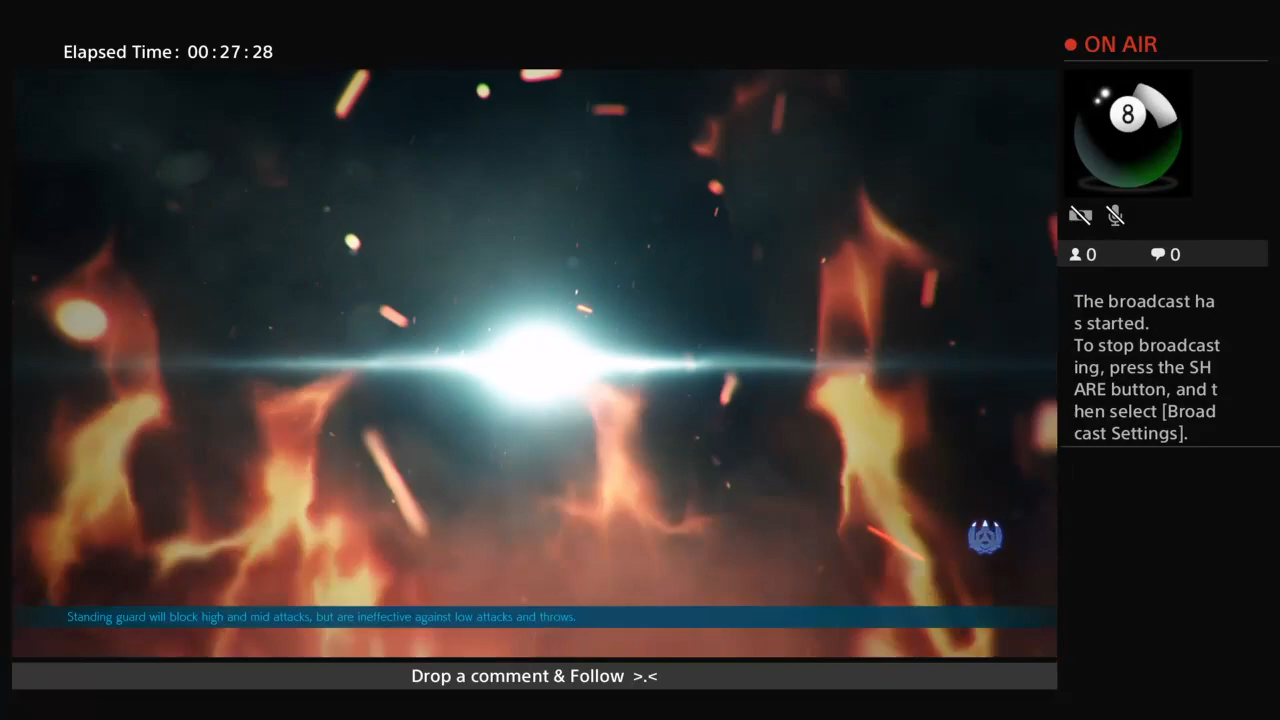 Elapsed Time: 00:27:28
ON AIR
8
0
0
The broadcast ha
s started.
To stop broadcast
ing, press the SH
ARE button, and t
hen select [Broad
cast Settings].
Standing guard will block high and mid attacks, but are ineffective against low attacks and throws.
Drop a comment & Follow >.<